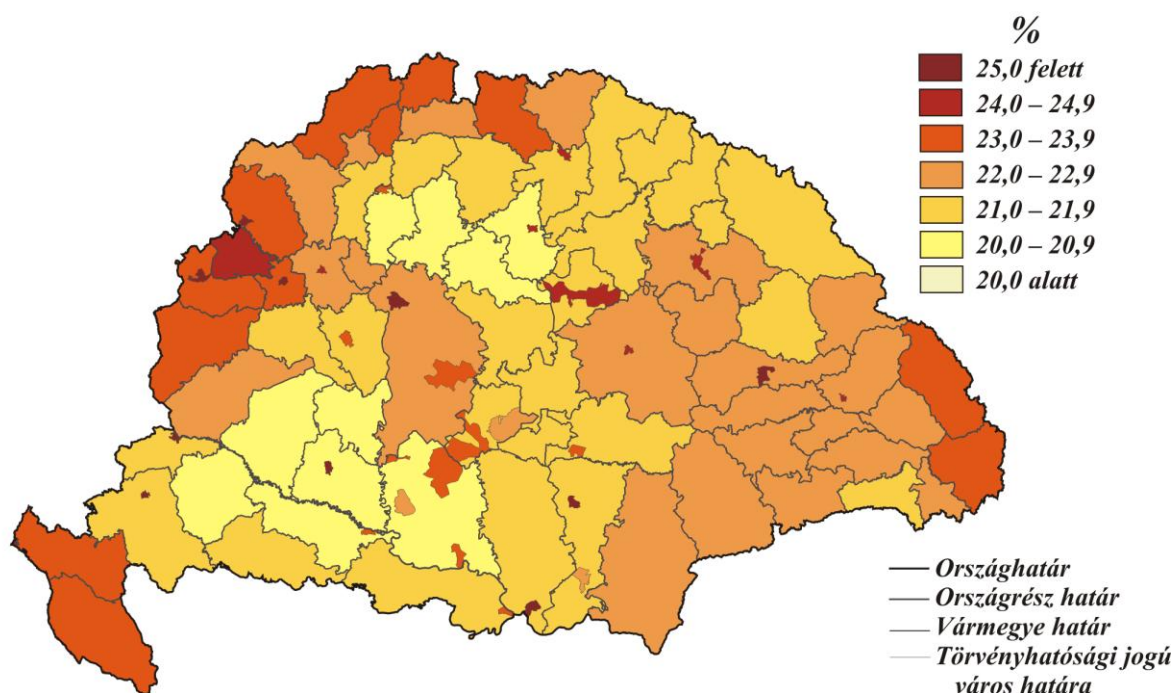 %
25,0 felett
24,0 – 24,9
23,0 – 23,9
22,0 – 22,9
21,0 – 21,9
20,0 – 20,9
20,0 alatt
Országhatár
Országrész határ
Vármegye határ
Törvényhatósági jogú
város határa